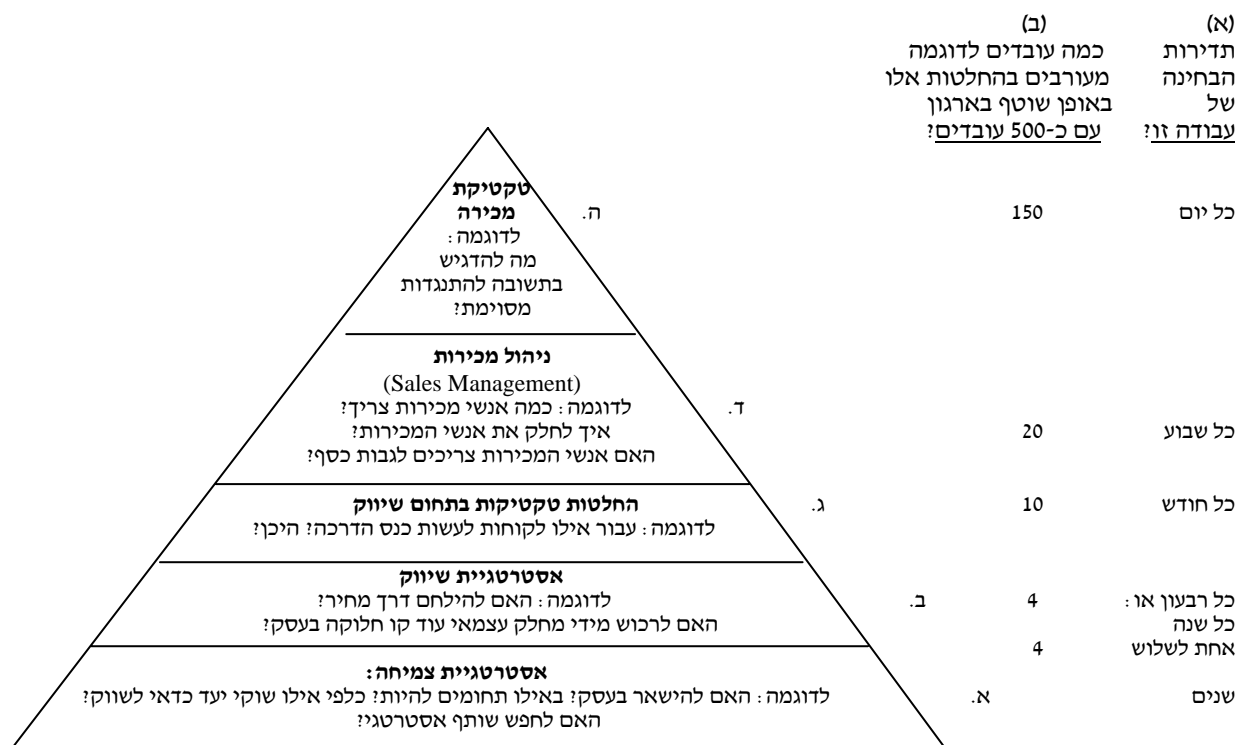 (א)
תדירות
הבחינה
של
עבודה זו?
(ב)
כמה עובדים לדוגמה
מעורבים בהחלטות אלו
באופן שוטף בארגון
עם כ-500 עובדים?
טקטיקת
מכירה
לדוגמה:
מה להדגיש
בתשובה להתנגדות
מסוימת?
ה.
150
כל יום
ניהול מכירות
(Sales Management)
לדוגמה: כמה אנשי מכירות צריך?
איך לחלק את אנשי המכירות?
האם אנשי המכירות צריכים לגבות כסף?
ד.
20
כל שבוע
החלטות טקטיקות בתחום שיווק
לדוגמה: עבור אילו לקוחות לעשות כנס הדרכה? היכן?
ג.
10
כל חודש
אסטרטגיית שיווק
לדוגמה: האם להילחם דרך מחיר?
האם לרכוש מידי מחלק עצמאי עוד קו חלוקה בעסק?
ב.
4
כל רבעון או:
כל שנה
4
אחת לשלוש
שנים
אסטרטגיית צמיחה:
לדוגמה: האם להישאר בעסק? באילו תחומים להיות? כלפי אילו שוקי יעד כדאי לשווק?
האם לחפש שותף אסטרטגי?
א.